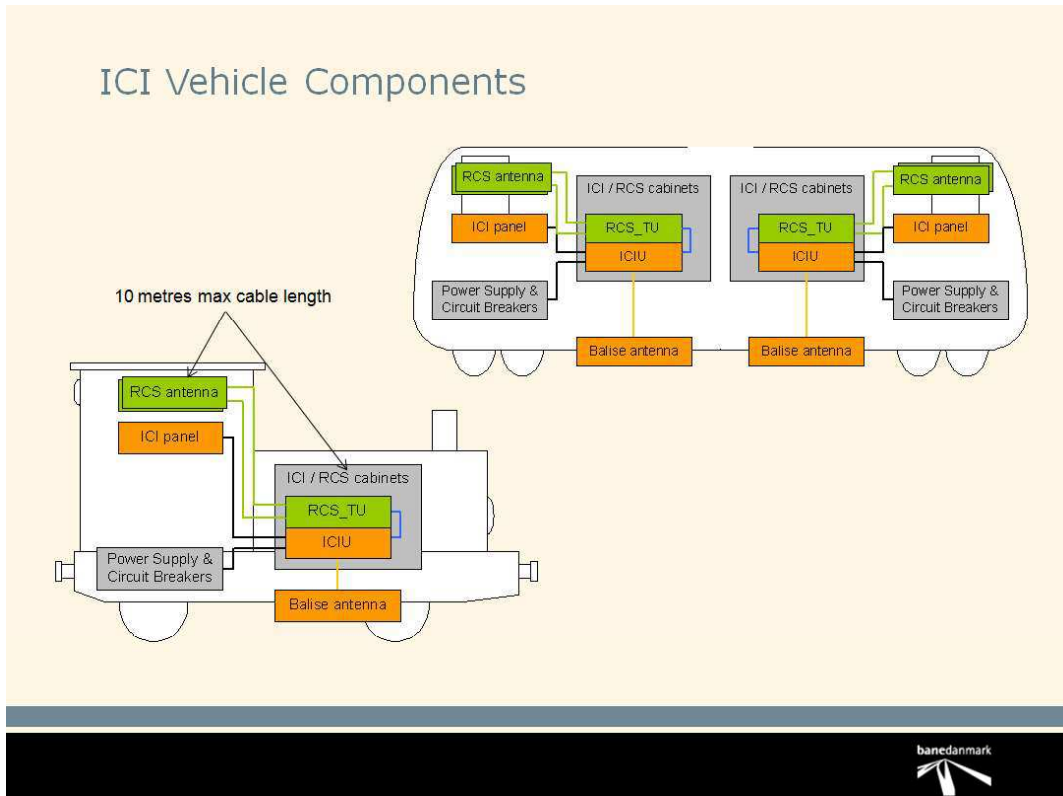 ICI Vehicle Components
RCS antenna
ICI / RCS cabinets
ICI / RCS cabinets
RCS antenna
ICI panel
RCS_TU
RCS_TU
ICI panel
ICIU
ICIU
Power Supply &
Circuit Breakers
Power Supply &
Circuit Breakers
Balise antenna
Balise antenna
10 metres max cable length
RCS antenna
ICI panel
ICI / RCS cabinets
RCS_TU
ICIU
Power Supply &
Circuit Breakers
Balise antenna
banedanmark